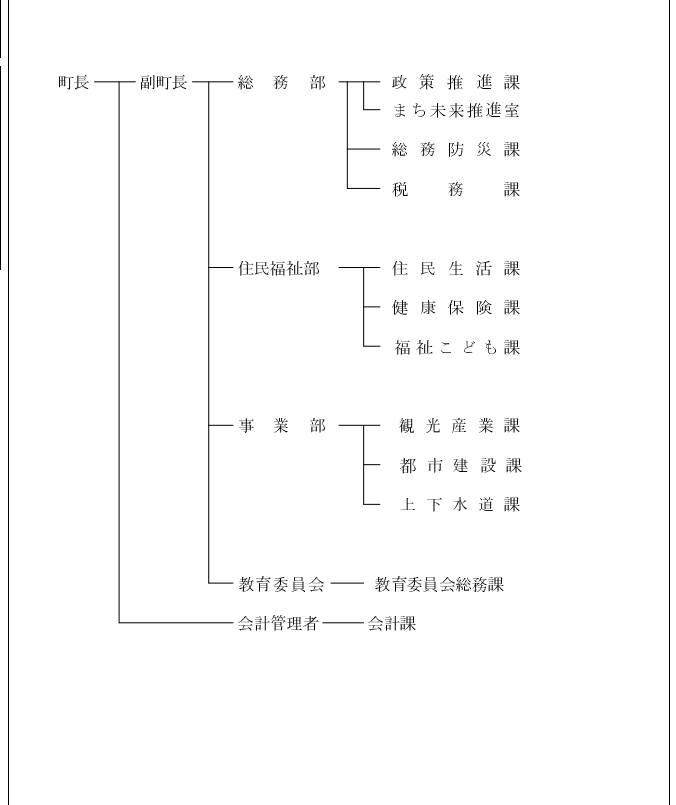 町長 副町長 総務部 政策推進課
まち未来推進室
総務防災課
税務課
住民福祉部 住民生活課
健康保険課
福祉こども課
事業部 観光産業課
都市建設課
上下水道課
教育委員会 教育委員会総務課
会計管理者 会計課